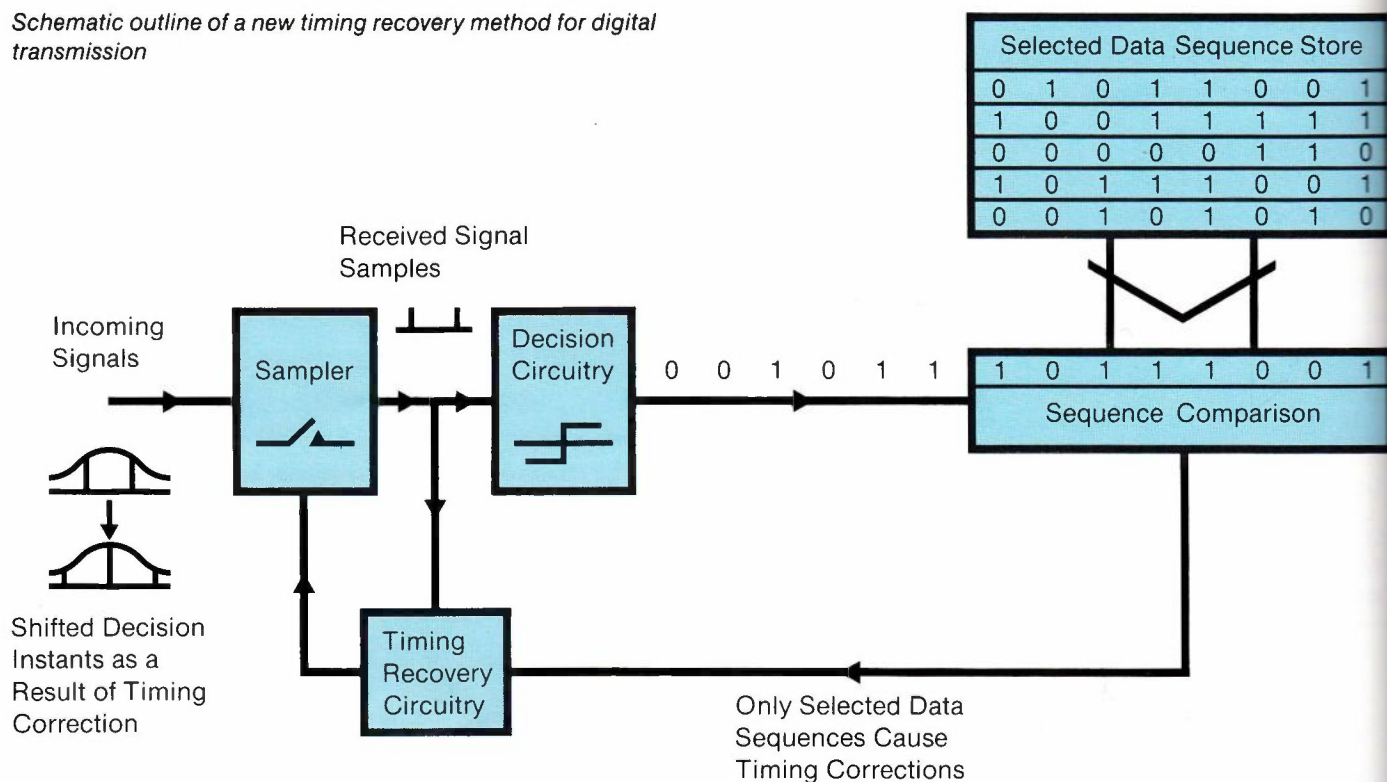 Schematic outline of a new timing recovery method for digital
transmission
Selected Data Sequence Store
0 1 0 1 1 0 0 1
1 0 0 1 1 1 1 1
0 0 0 0 0 1 1 0
1 0 1 1 1 0 0 1
0 0 1 0 1 0 1 0
Received Signal
Samples
Incoming
Signals
Sampler
Decision
Circuitry
0 0 1 0 1 1
1 0 1 1 1 0 0 1
Sequence Comparison
Shifted Decision
Instants as a
Result of Timing
Correction
Timing
Recovery
Circuitry
Only Selected Data
Sequences Cause
Timing Corrections